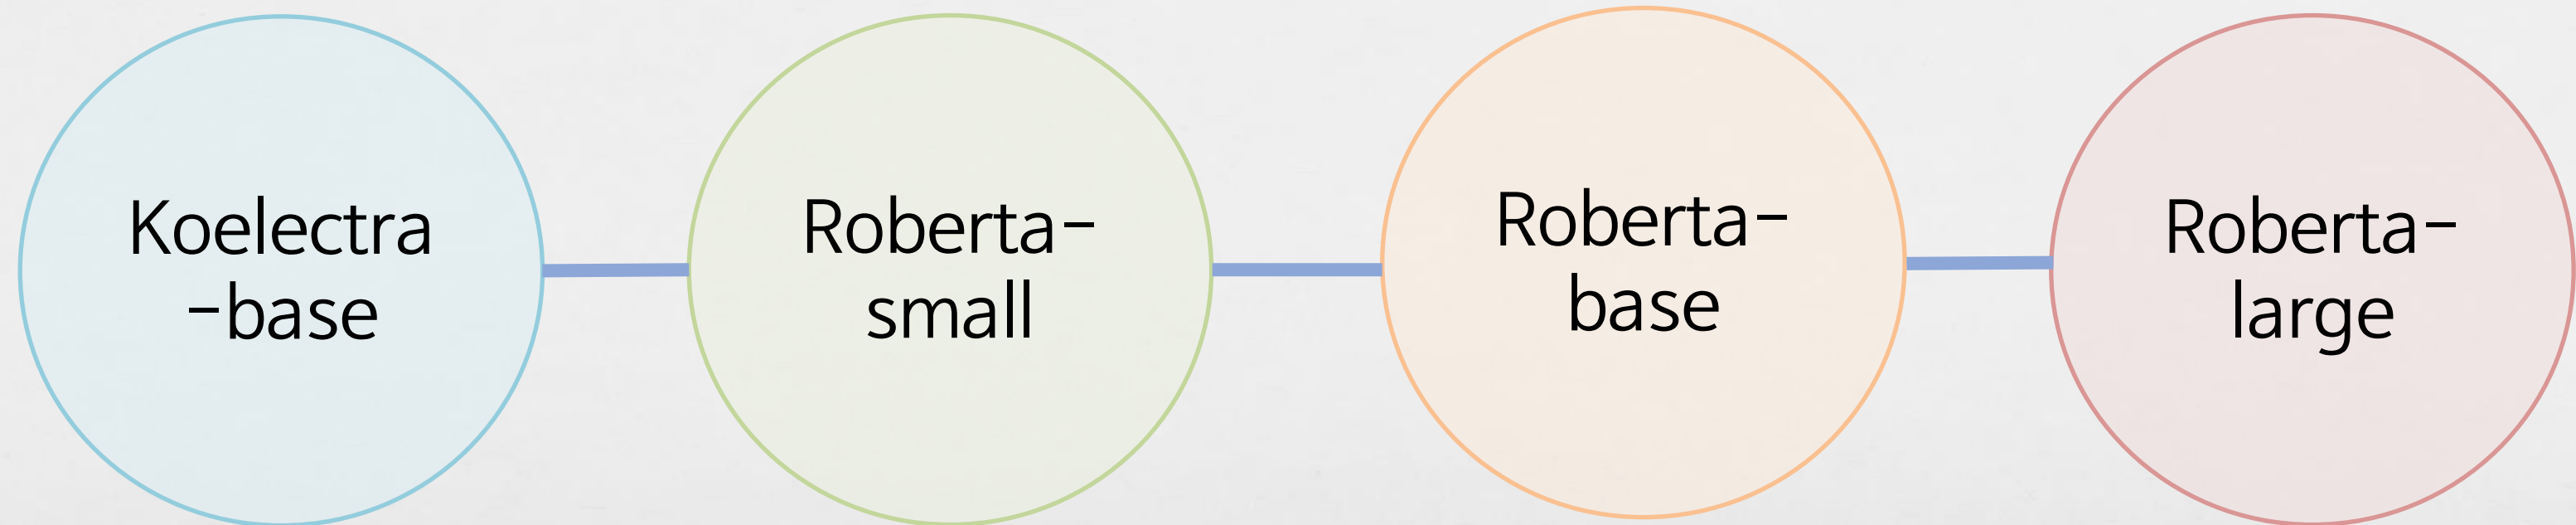 Koelectra
-base
Roberta-
small
Roberta-
base
Roberta-
large